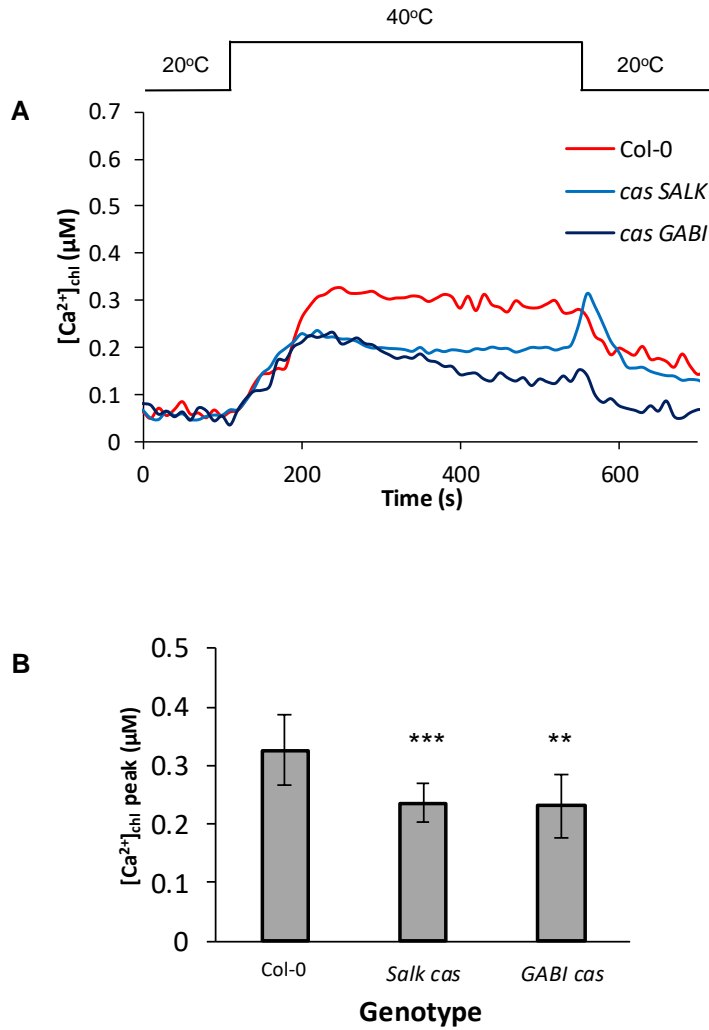 40°C
20°C
20°C
A
0.7
0.6
0.5
0.4
0.3
0.2
0.1
0
[Ca²⁺]chl (µM)
Col-0
cas SALK
cas GABI
0 200 400 600
Time (s)
B
0.5
0.4
0.3
0.2
0.1
0
[Ca²⁺]chl peak (µM)
*** **
Col-0 Salk cas GABI cas
Genotype